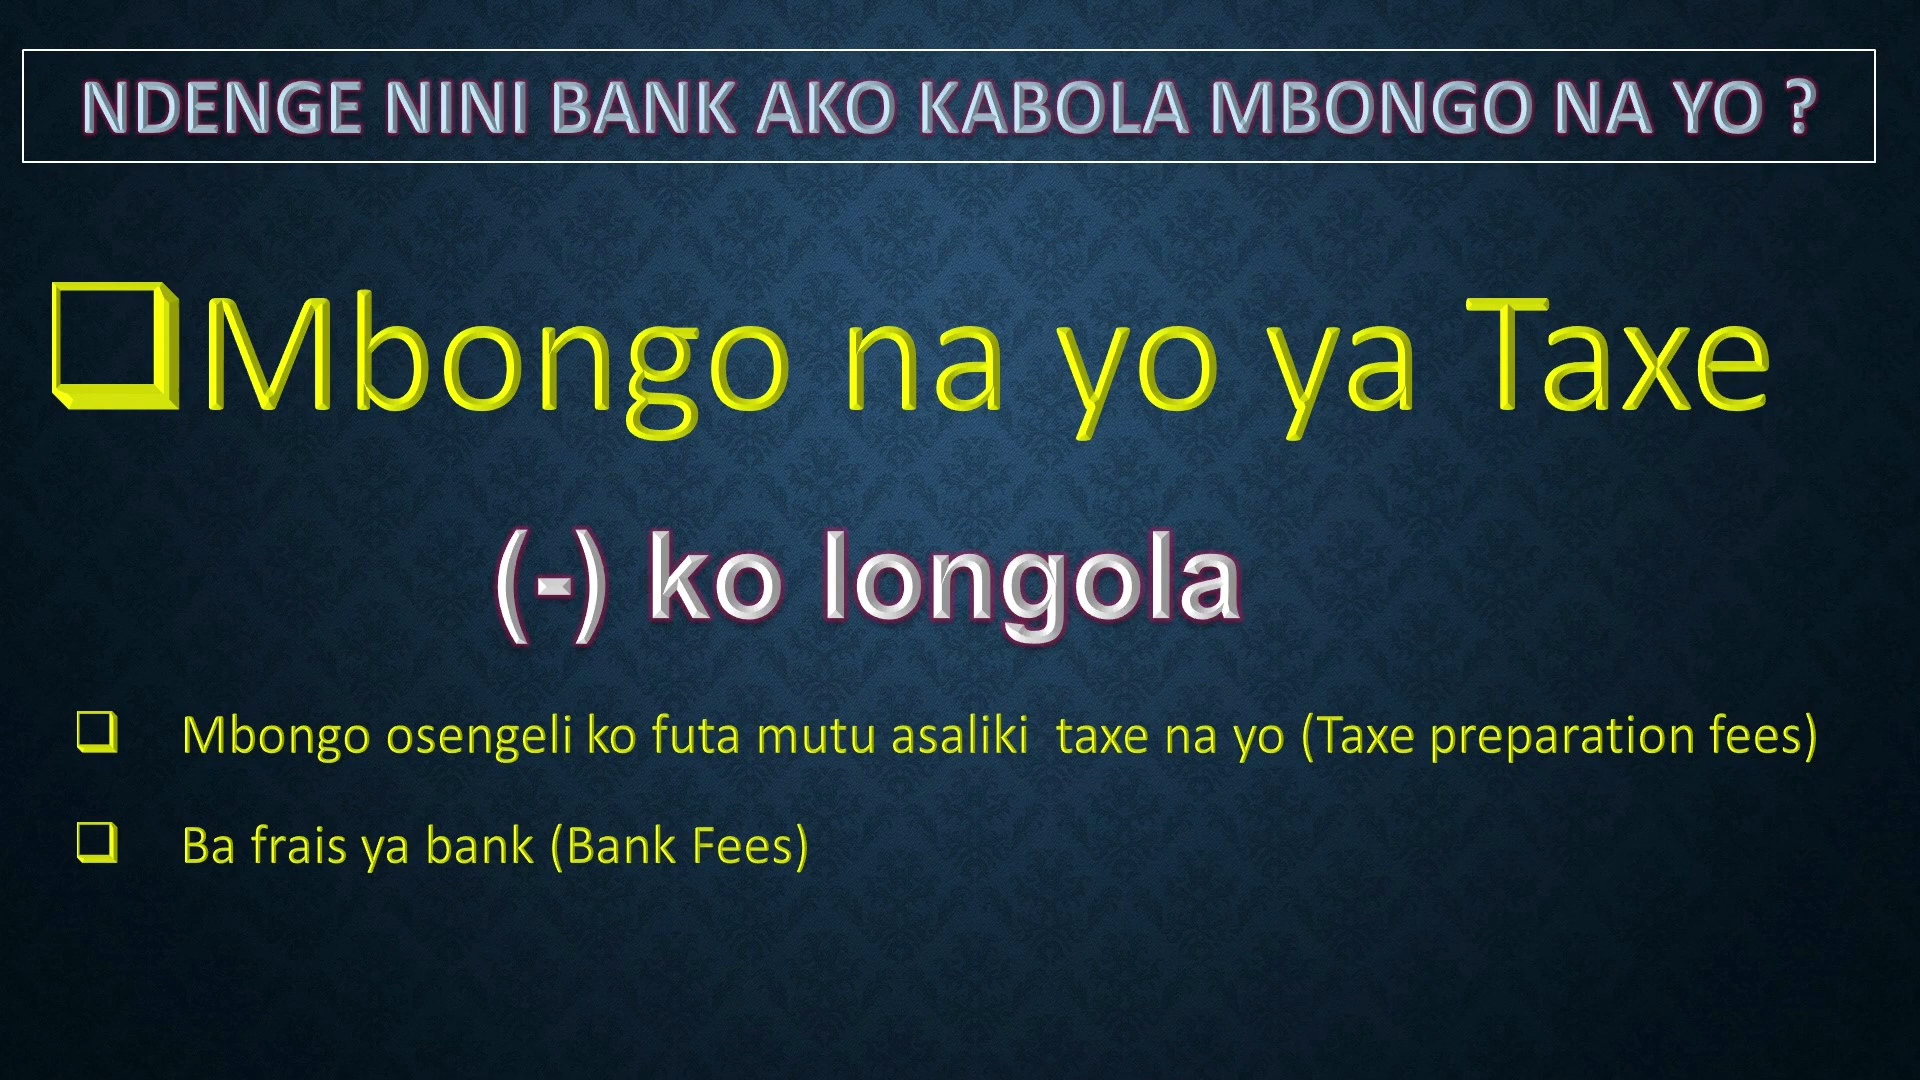 NDENGE NINI BANK AKO KABOLA MBONGO NA YO ?
❑Mbongo na yo ya Taxe
(-) ko longola
❑ Mbongo osengeli ko futa mutu asaliki taxe na yo (Taxe preparation fees)
❑ Ba frais ya bank (Bank Fees)